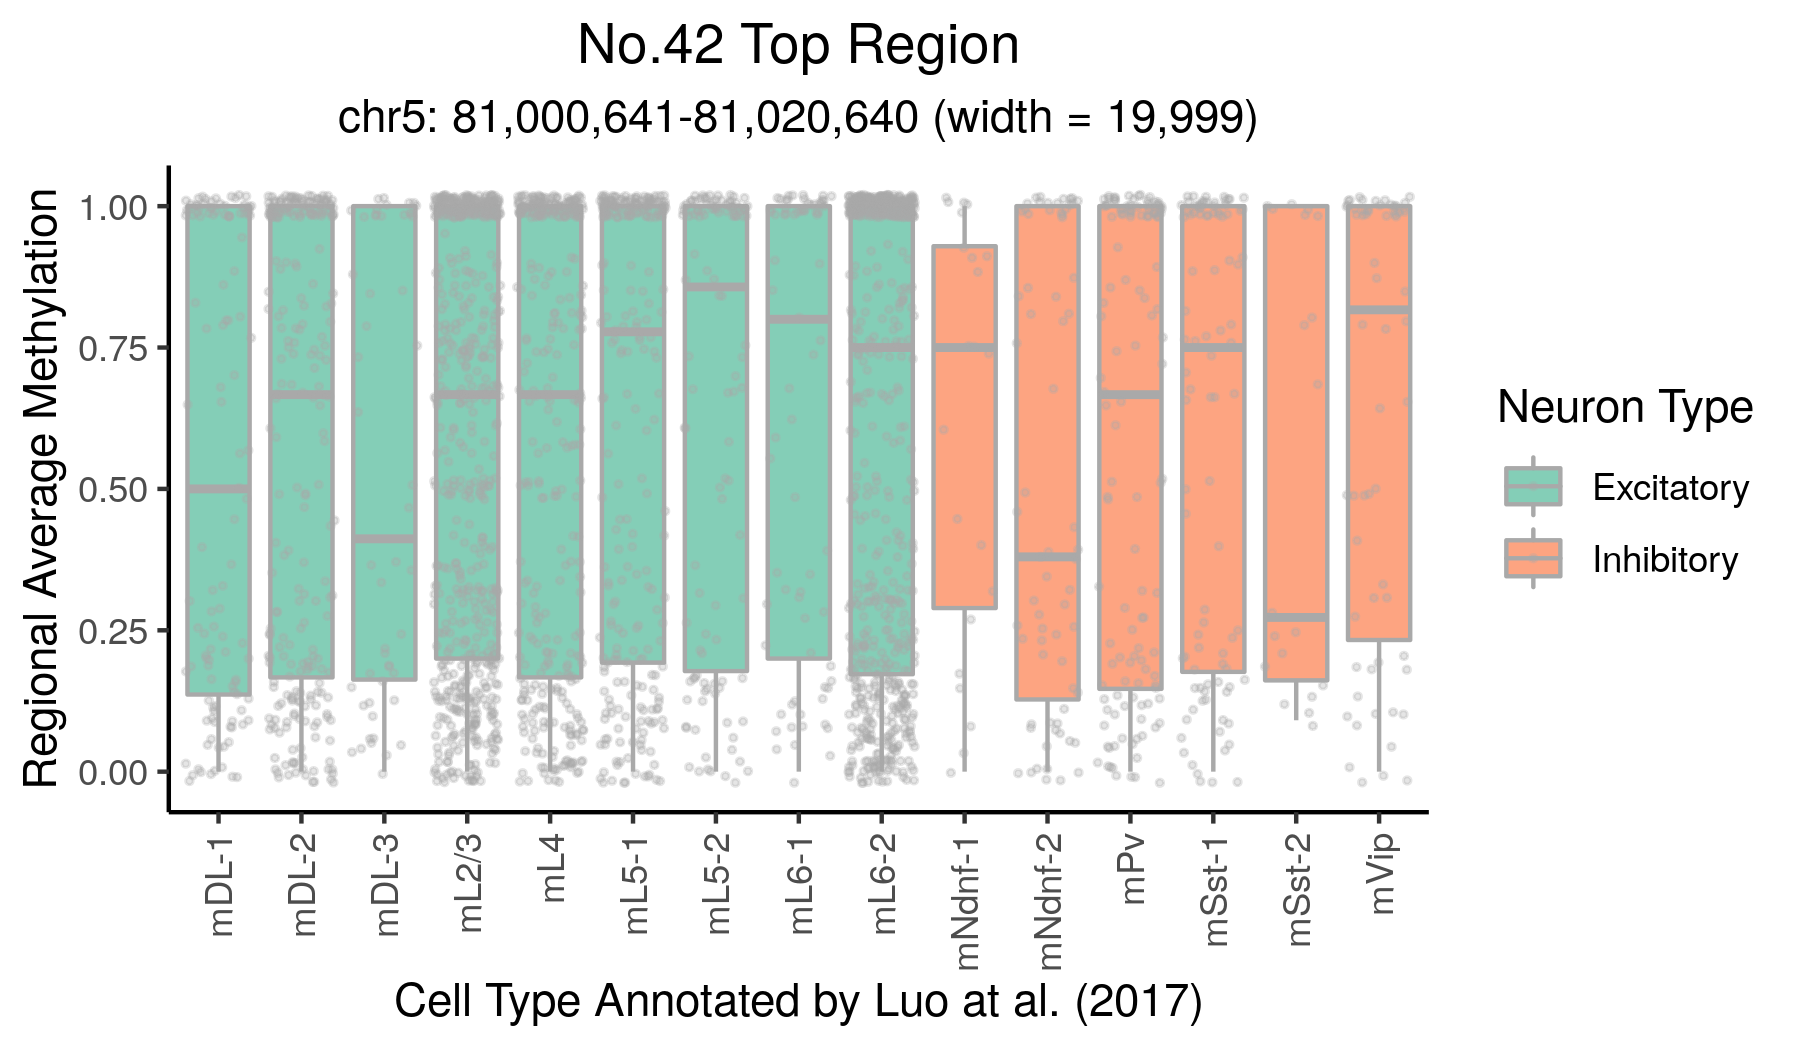 No.42 Top Region
chr5: 81,000,641-81,020,640 (width = 19,999)
Regional Average Methylation
1.00
0.75
0.50
0.25
0.00
mDL-1
mDL-2
mDL-3
mL2/3
mL4
mL5-1
mL5-2
mL6-1
mL6-2
mNdnf-1
mNdnf-2
mPv
mSst-1
mSst-2
mVip
Cell Type Annotated by Luo at al. (2017)
Neuron Type
Excitatory
Inhibitory